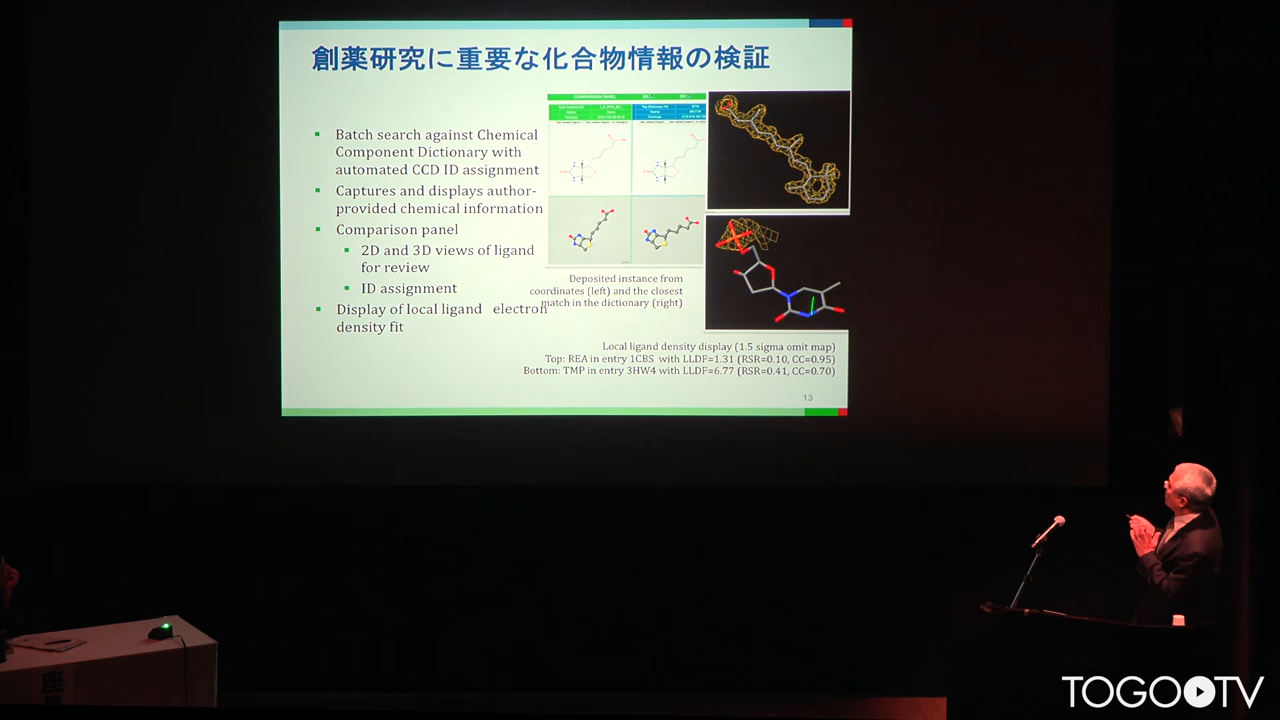 創薬研究に重要な化合物情報の検証
Batch search against Chemical
Component Dictionary with
automated CCD ID assignment
Captures and displays author-
provided chemical information
Comparison panel
2D and 3D views of ligand
for review
ID assignment
Display of local ligand electron
density fit
COMPARISON PANEL
Deposited instance from
coordinates (left) and the closest
match in the dictionary (right)
Local ligand density display (1.5 sigma omit map)
Top: REA in entry 1CBS with LLDF=1.31 (RSR=0.10, CC=0.95)
Bottom: TMP in entry 3HW4 with LLDF=6.77 (RSR=0.41, CC=0.70)
13
TOGOTV